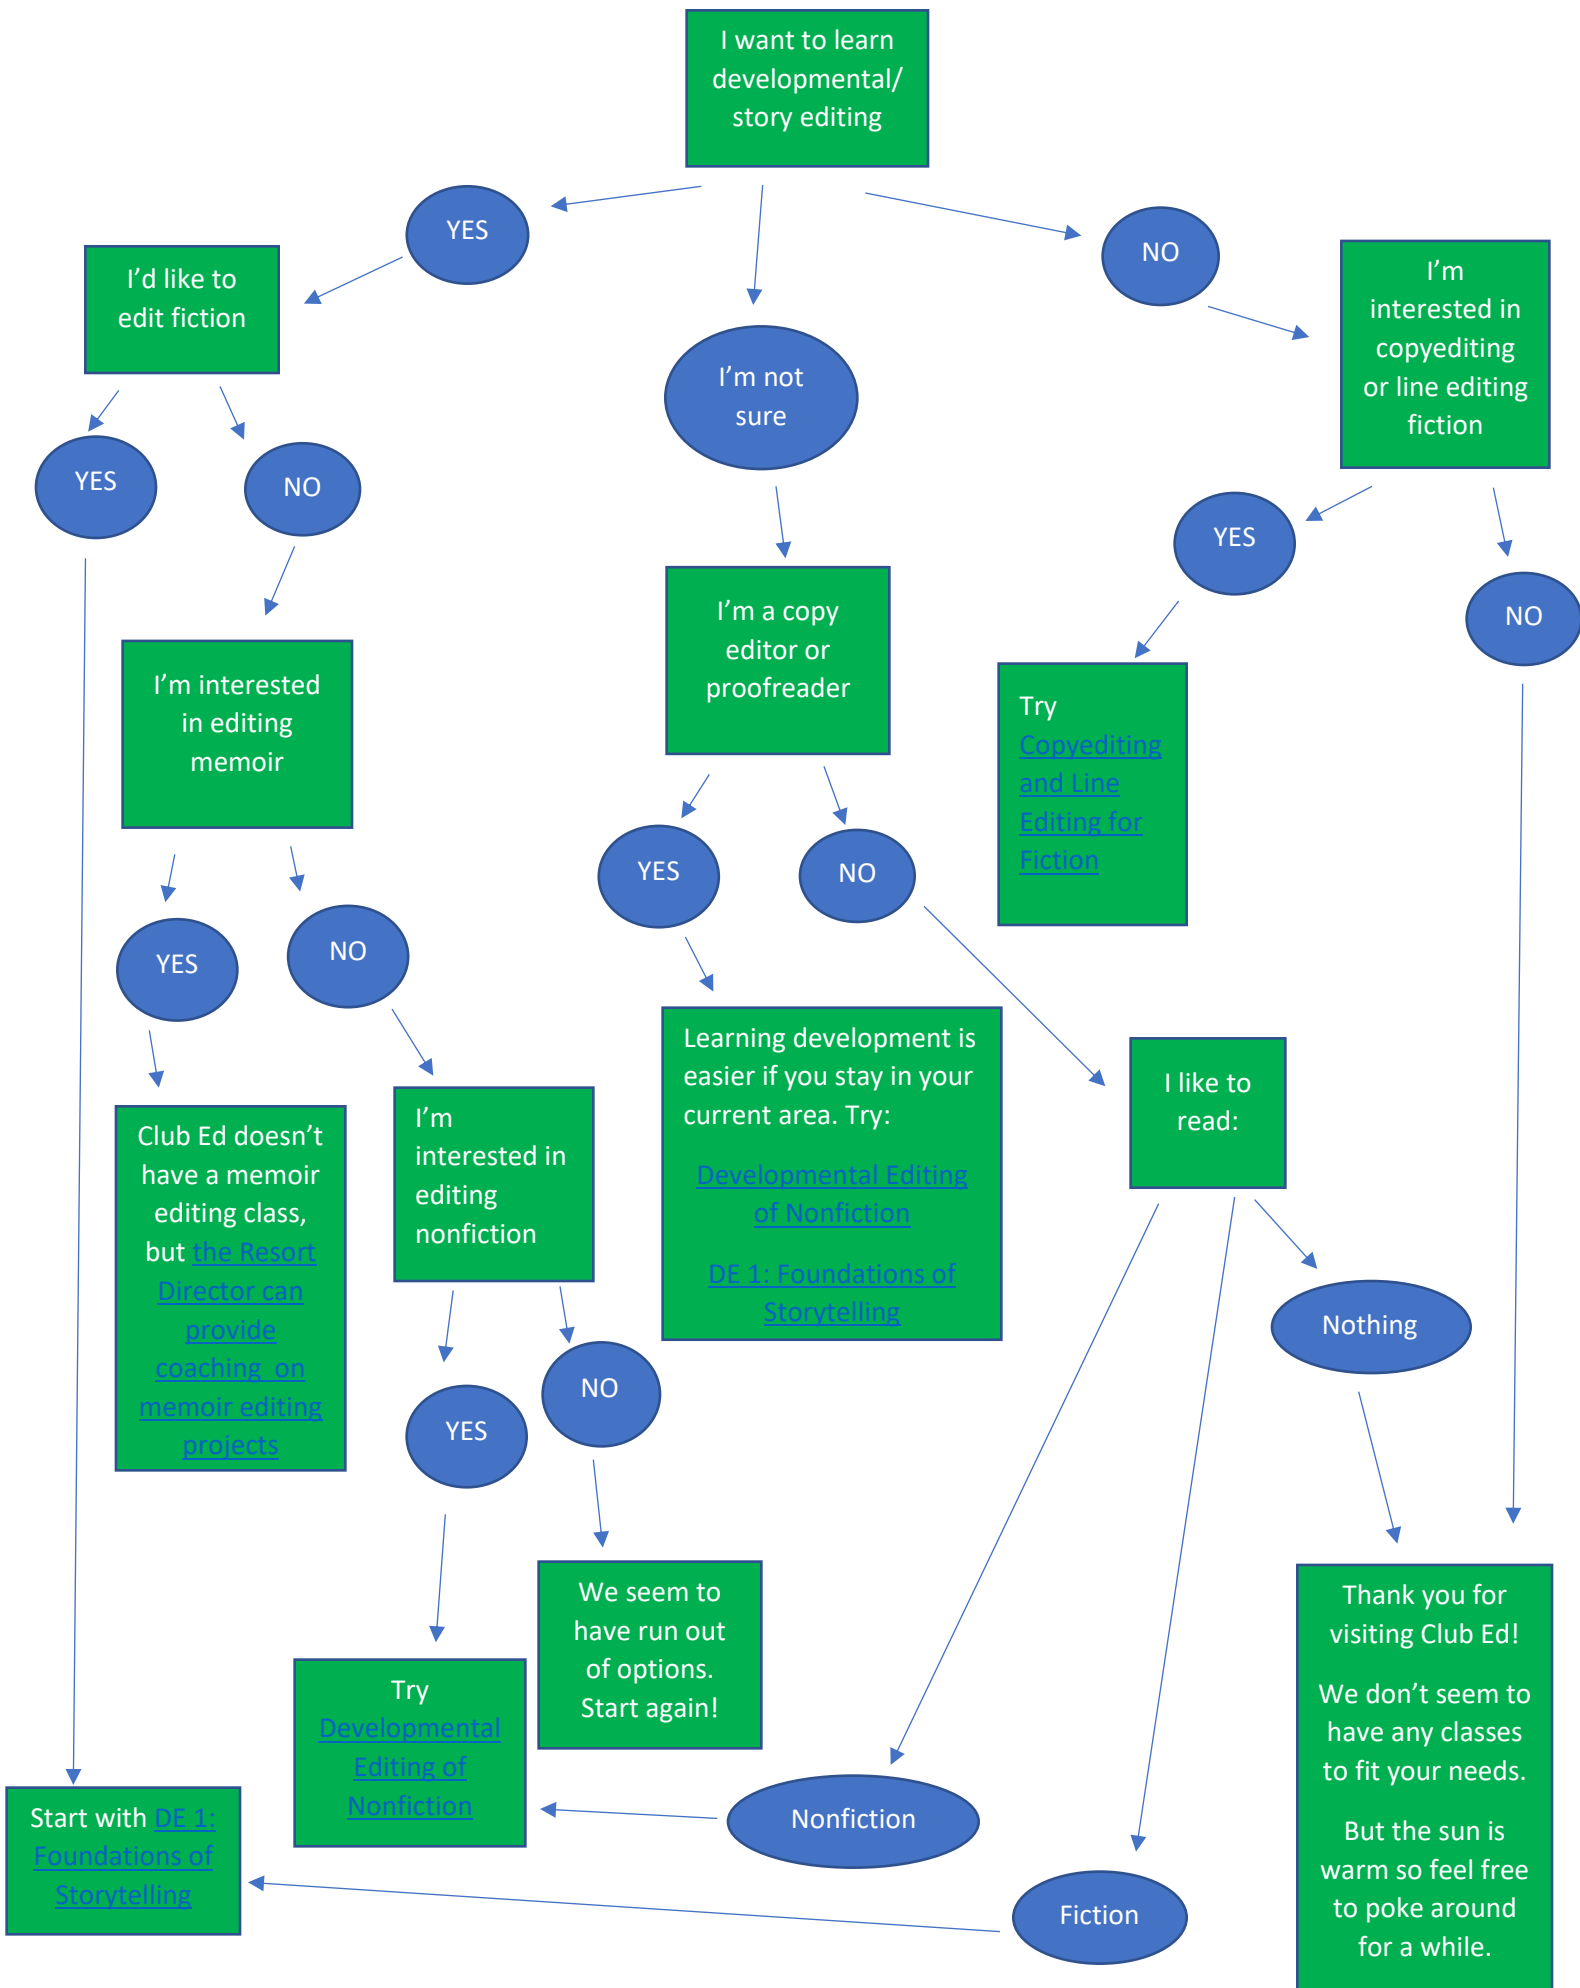 I want to learn
developmental/
story editing
YES
NO
I'm not
sure
I'd like to
edit fiction
I'm
interested in
copyediting
or line editing
fiction
YES
NO
YES
NO
I'm a copy
editor or
proofreader
I'm interested
in editing
memoir
Try
Copyediting
and Line
Editing for
Fiction
YES
NO
YES
NO
Learning development is
easier if you stay in your
current area. Try:
Developmental Editing
of Nonfiction
DE 1: Foundations of
Storytelling
I like to
read:
Club Ed doesn't
have a memoir
editing class,
but the Resort
Director can
provide
coaching on
memoir editing
projects
I'm
interested in
editing
nonfiction
Nothing
YES
NO
We seem to
have run out
of options.
Start again!
Try
Developmental
Editing of
Nonfiction
Nonfiction
Fiction
Start with DE 1:
Foundations of
Storytelling
Thank you for
visiting Club Ed!
We don't seem to
have any classes
to fit your needs.
But the sun is
warm so feel free
to poke around
for a while.